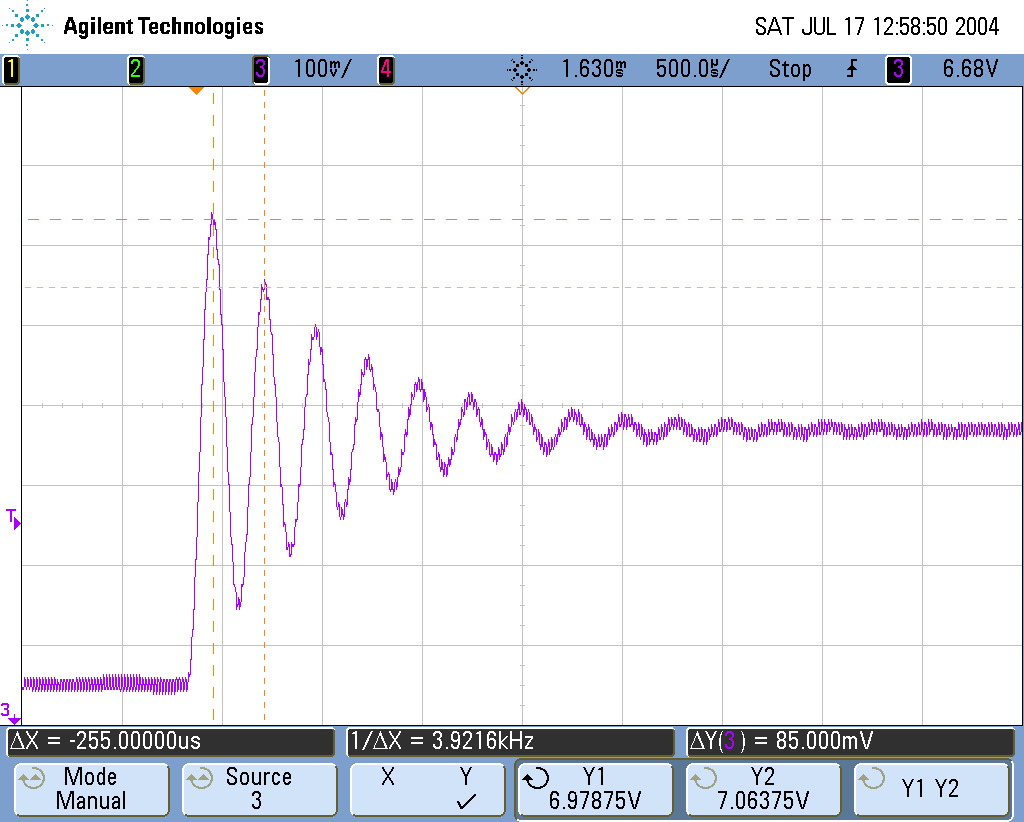 Agilent Technologies SAT JUL 17 12:58:50 2004
1 2 3 100mV/ 4 1.630ms 500.0us/ Stop 3 6.68V
T
3
ΔX = -255.00000us 1/ΔX = 3.9216kHz ΔY(3) = 85.000mV
Mode Source X Y Y1 Y2 Y1 Y2
Manual 3 ✓ 6.97875V 7.06375V